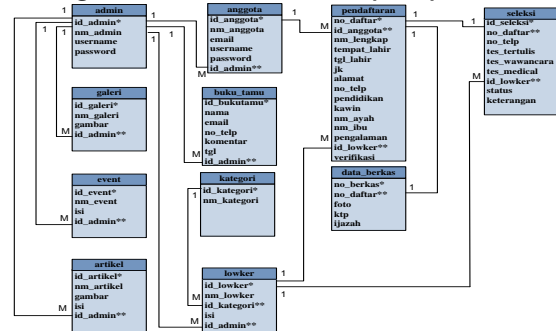 admin
id_admin*
nm_admin
username
password
anggota
id_anggota*
nm_anggota
email
username
password
id_admin**
pendaftaran
no_daftar*
id_anggota**
nm_lengkap
tempat_lahir
tgl_lahir
jk
alamat
no_telp
pendidikan
kawin
nm_ayah
nm_ibu
pengalaman
id_lowker**
verifikasi
seleksi
id_seleksi*
no_daftar**
no_telp
tes_tertulis
tes_wawancara
tes_medical
id_lowker**
status
keterangan
galeri
id_galeri*
nm_galeri
gambar
id_admin**
buku_tamu
id_bukutamu*
nama
email
no_telp
komentar
tgl
id_admin**
event
id_event*
nm_event
isi
id_admin**
kategori
id_kategori*
nm_kategori
data_berkas
no_berkas*
no_daftar**
foto
ktp
ijazah
artikel
id_artikel*
nm_artikel
gambar
isi
id_admin**
lowker
id_lowker*
nm_lowker
id_kategori**
isi
id_admin**
1
1
1
1
1
1
1
M
1
M
1
1
M
M
M
M
M
1
1
M
M
M
1
1
M